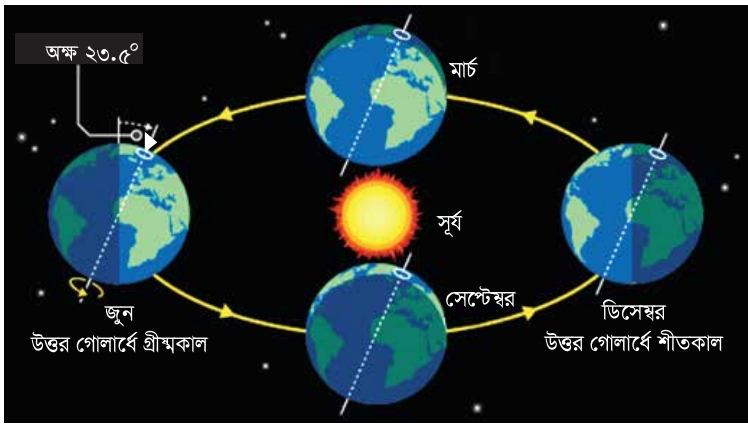 অক্ষ ২৩.৫°
মার্চ
সূর্য
সেপ্টেম্বর
জুন
উত্তর গোলার্ধে গ্রীষ্মকাল
ডিসেম্বর
উত্তর গোলার্ধে শীতকাল